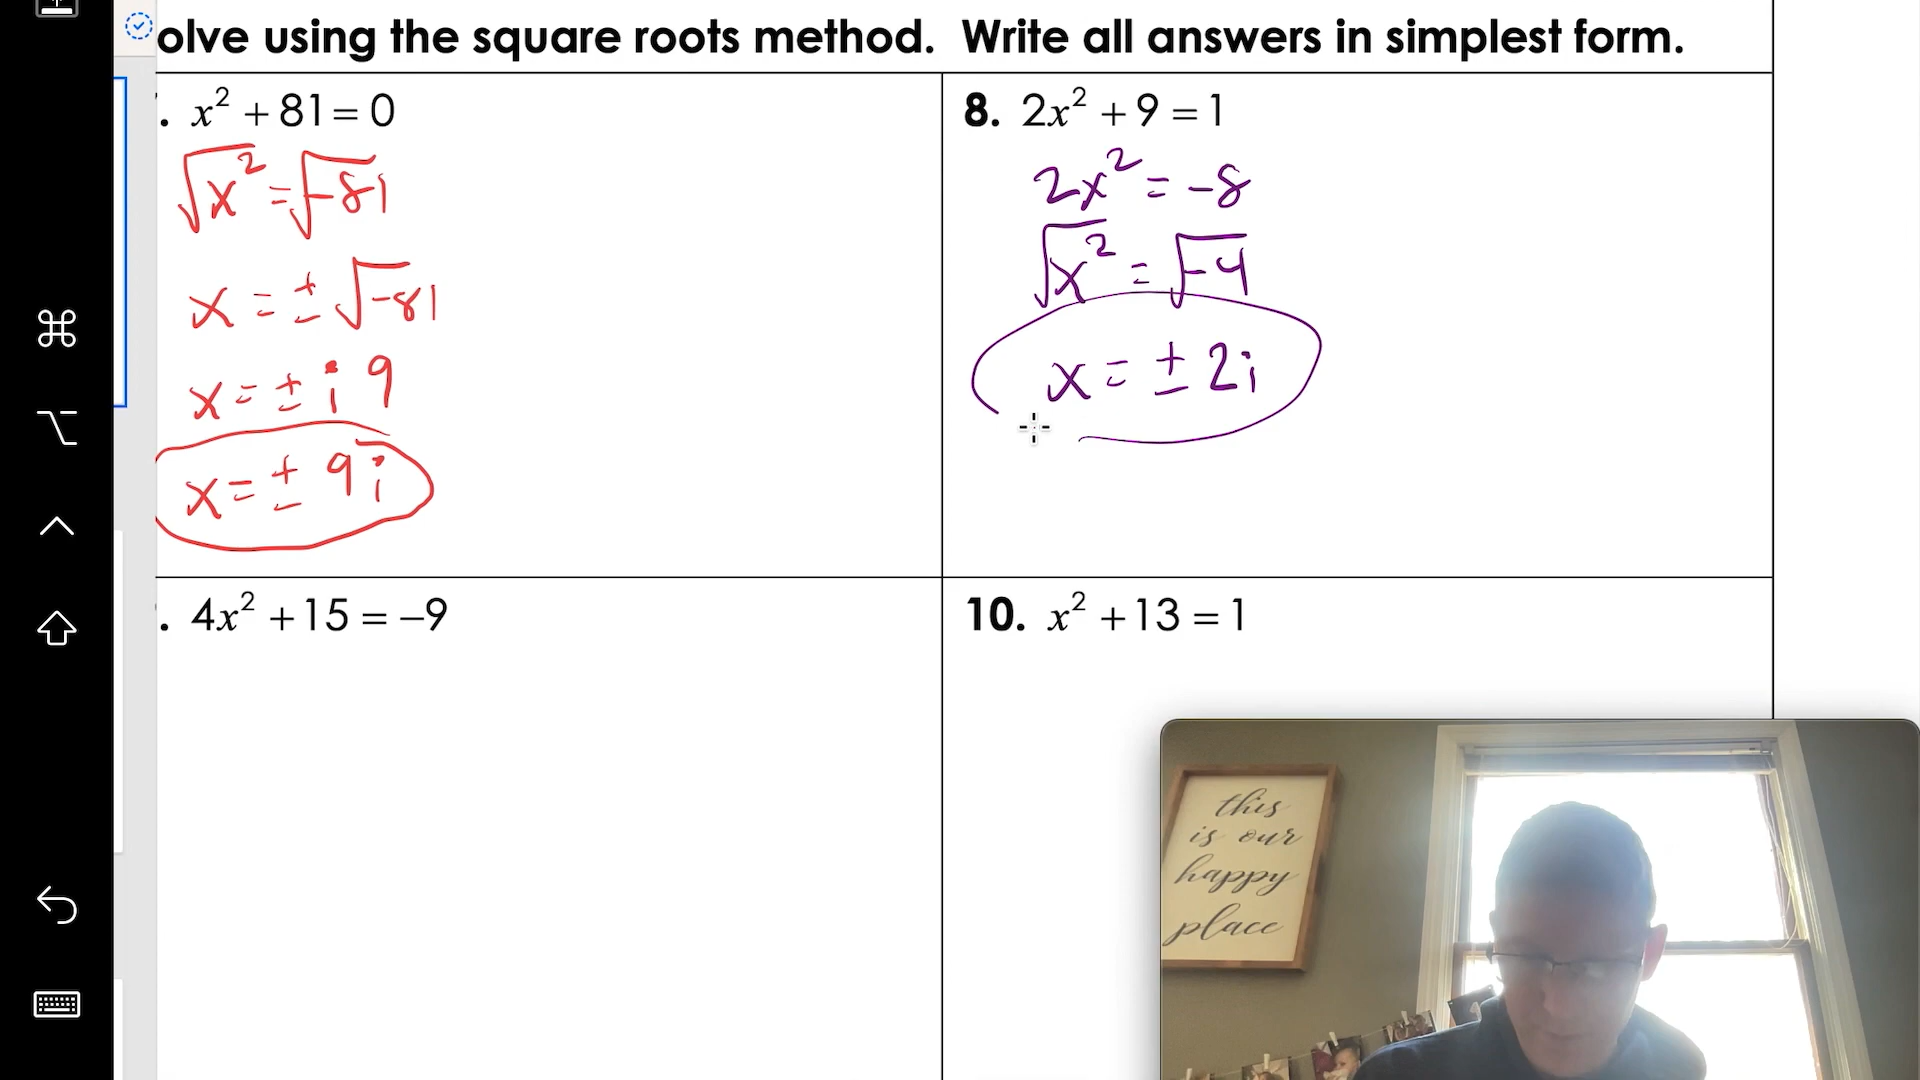 olve using the square roots method. Write all answers in simplest form.
. x² + 81 = 0
√x² = √-81
x = ± √-81
x = ± i 9
x = ± 9i
8. 2x² + 9 = 1
2x² = -8
√x² = √-4
x = ± 2i
. 4x² + 15 = –9
10. x² + 13 = 1
this
is our
happy
place